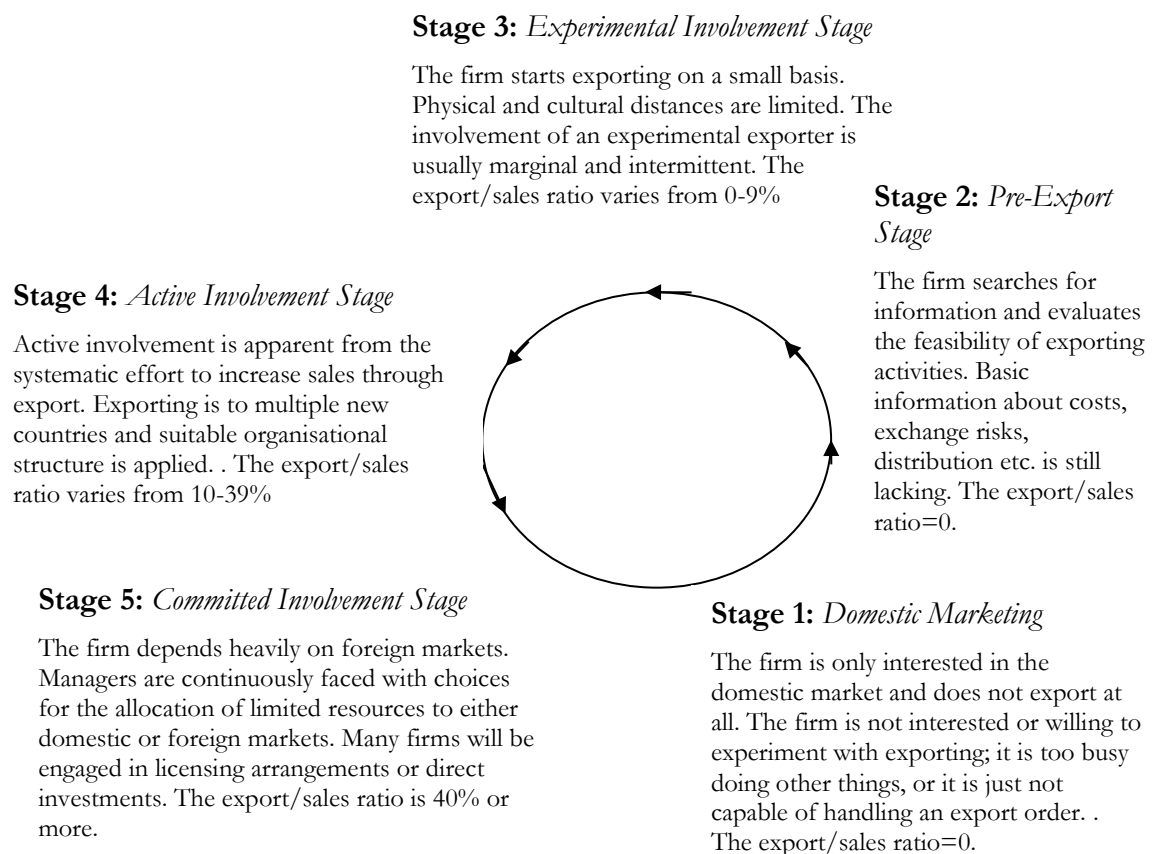 Stage 3: Experimental Involvement Stage
The firm starts exporting on a small basis.
Physical and cultural distances are limited. The
involvement of an experimental exporter is
usually marginal and intermittent. The
export/sales ratio varies from 0-9%
Stage 2: Pre-Export
Stage
The firm searches for
information and evaluates
the feasibility of exporting
activities. Basic
information about costs,
exchange risks,
distribution etc. is still
lacking. The export/sales
ratio=0.
Stage 4: Active Involvement Stage
Active involvement is apparent from the
systematic effort to increase sales through
export. Exporting is to multiple new
countries and suitable organisational
structure is applied. . The export/sales
ratio varies from 10-39%
Stage 5: Committed Involvement Stage
The firm depends heavily on foreign markets.
Managers are continuously faced with choices
for the allocation of limited resources to either
domestic or foreign markets. Many firms will be
engaged in licensing arrangements or direct
investments. The export/sales ratio is 40% or
more.
Stage 1: Domestic Marketing
The firm is only interested in the
domestic market and does not export at
all. The firm is not interested or willing to
experiment with exporting; it is too busy
doing other things, or it is just not
capable of handling an export order. .
The export/sales ratio=0.